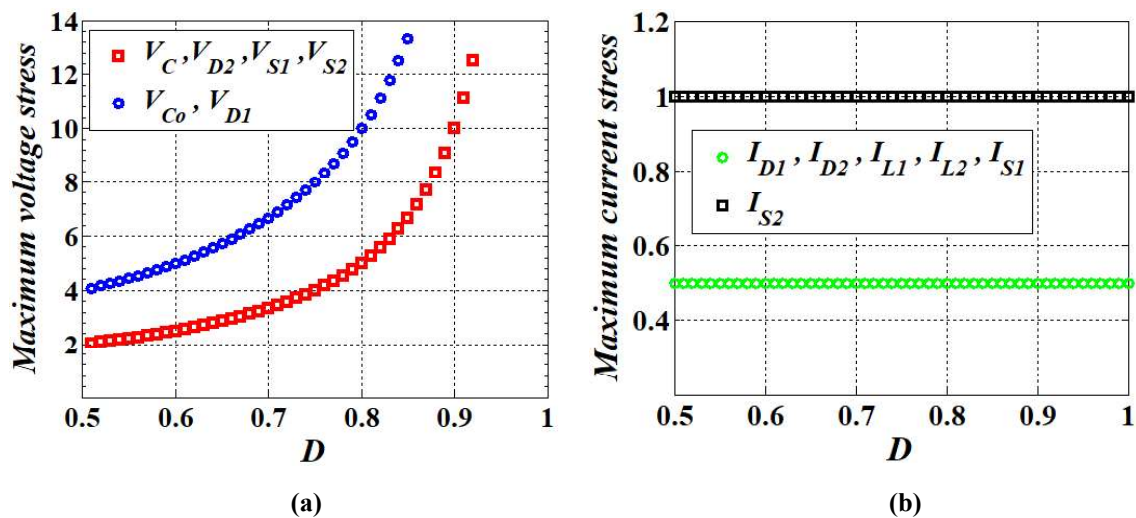 Maximum voltage stress
14
12
10
8
6
4
2
V_C ,V_D2 ,V_S1 ,V_S2
V_Co , V_D1
0.5 0.6 0.7 0.8 0.9 1
D
(a)
Maximum current stress
1.2
1
0.8
0.6
0.4
I_D1 , I_D2 , I_L1 , I_L2 , I_S1
I_S2
0.5 0.6 0.7 0.8 0.9 1
D
(b)